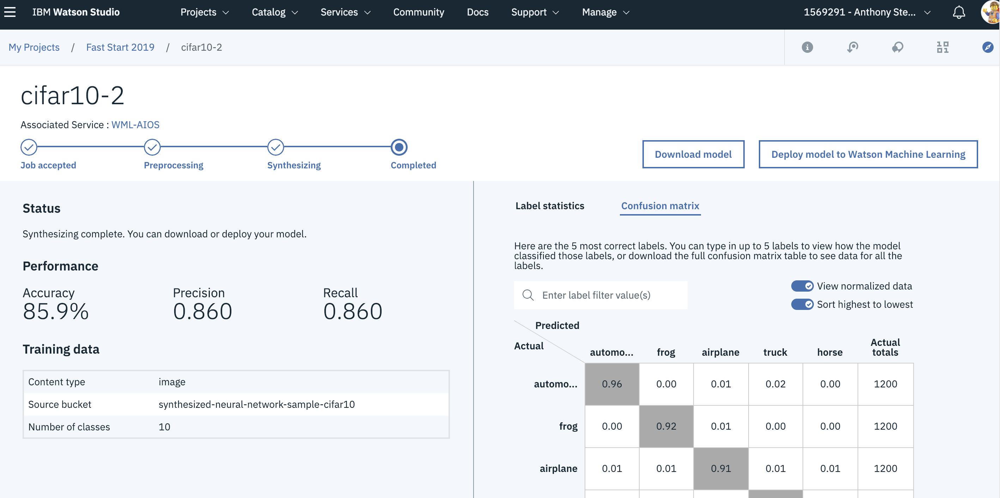 IBM Watson Studio Projects Catalog Services Community Docs Support Manage 1569291 - Anthony Ste...
My Projects / Fast Start 2019 / cifar10-2
cifar10-2
Associated Service : WML-AIOS
Job accepted Preprocessing Synthesizing Completed
Download model Deploy model to Watson Machine Learning
Status
Synthesizing complete. You can download or deploy your model.
Performance
Accuracy Precision Recall
85.9% 0.860 0.860
Training data
Content type image
Source bucket synthesized-neural-network-sample-cifar10
Number of classes 10
Label statistics Confusion matrix
Here are the 5 most correct labels. You can type in up to 5 labels to view how the model
classified those labels, or download the full confusion matrix table to see data for all the
labels.
Enter label filter value(s)
View normalized data
Sort highest to lowest
Predicted
Actual
automo... frog airplane truck horse Actual totals
automo... 0.96 0.00 0.01 0.02 0.00 1200
frog 0.00 0.92 0.01 0.00 0.00 1200
airplane 0.01 0.01 0.91 0.01 0.01 1200